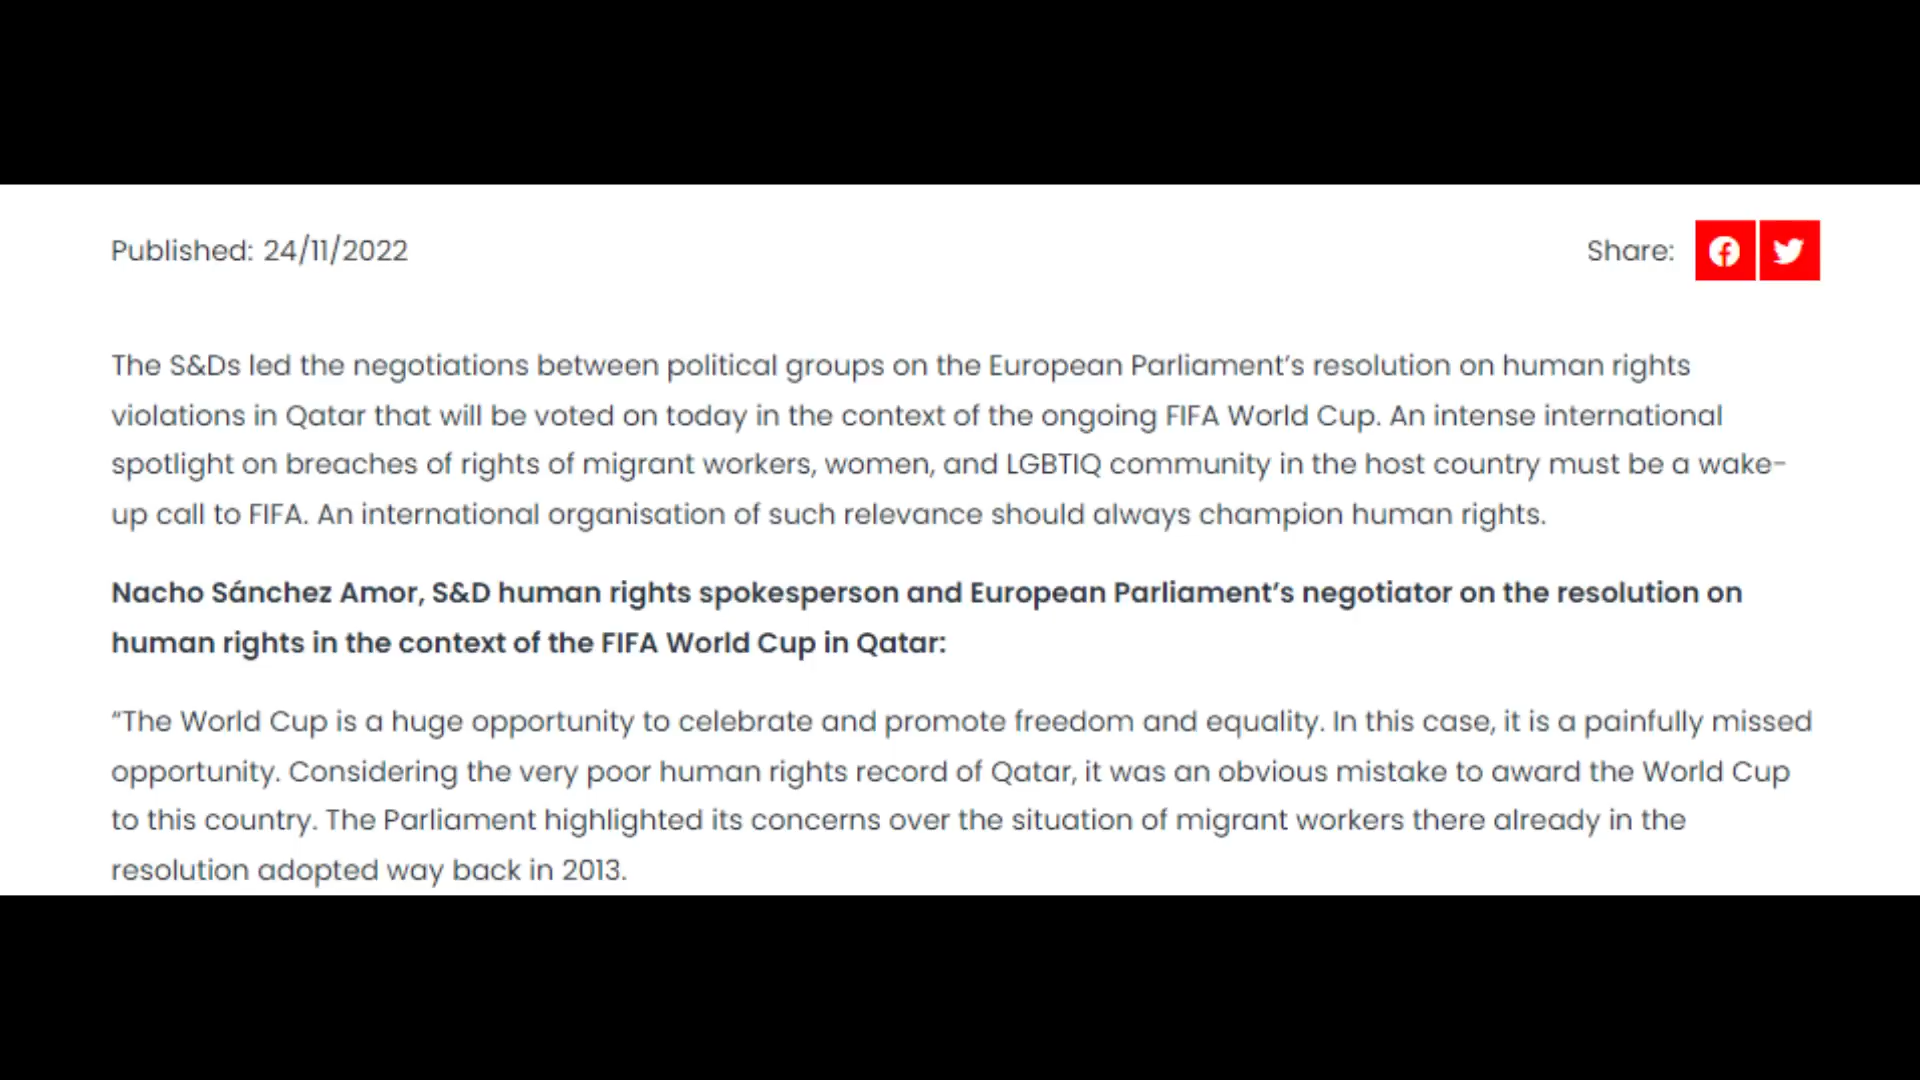 Published: 24/11/2022
Share:
The S&Ds led the negotiations between political groups on the European Parliament’s resolution on human rights
violations in Qatar that will be voted on today in the context of the ongoing FIFA World Cup. An intense international
spotlight on breaches of rights of migrant workers, women, and LGBTIQ community in the host country must be a wake-
up call to FIFA. An international organisation of such relevance should always champion human rights.
Nacho Sánchez Amor, S&D human rights spokesperson and European Parliament’s negotiator on the resolution on
human rights in the context of the FIFA World Cup in Qatar:
“The World Cup is a huge opportunity to celebrate and promote freedom and equality. In this case, it is a painfully missed
opportunity. Considering the very poor human rights record of Qatar, it was an obvious mistake to award the World Cup
to this country. The Parliament highlighted its concerns over the situation of migrant workers there already in the
resolution adopted way back in 2013.